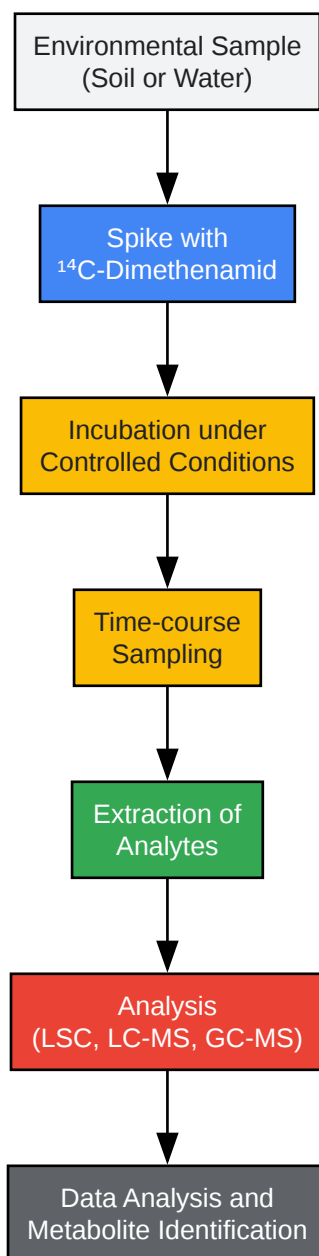 Environmental Sample
(Soil or Water)
Spike with
¹⁴C-Dimethenamid
Incubation under
Controlled Conditions
Time-course
Sampling
Extraction of
Analytes
Analysis
(LSC, LC-MS, GC-MS)
Data Analysis and
Metabolite Identification